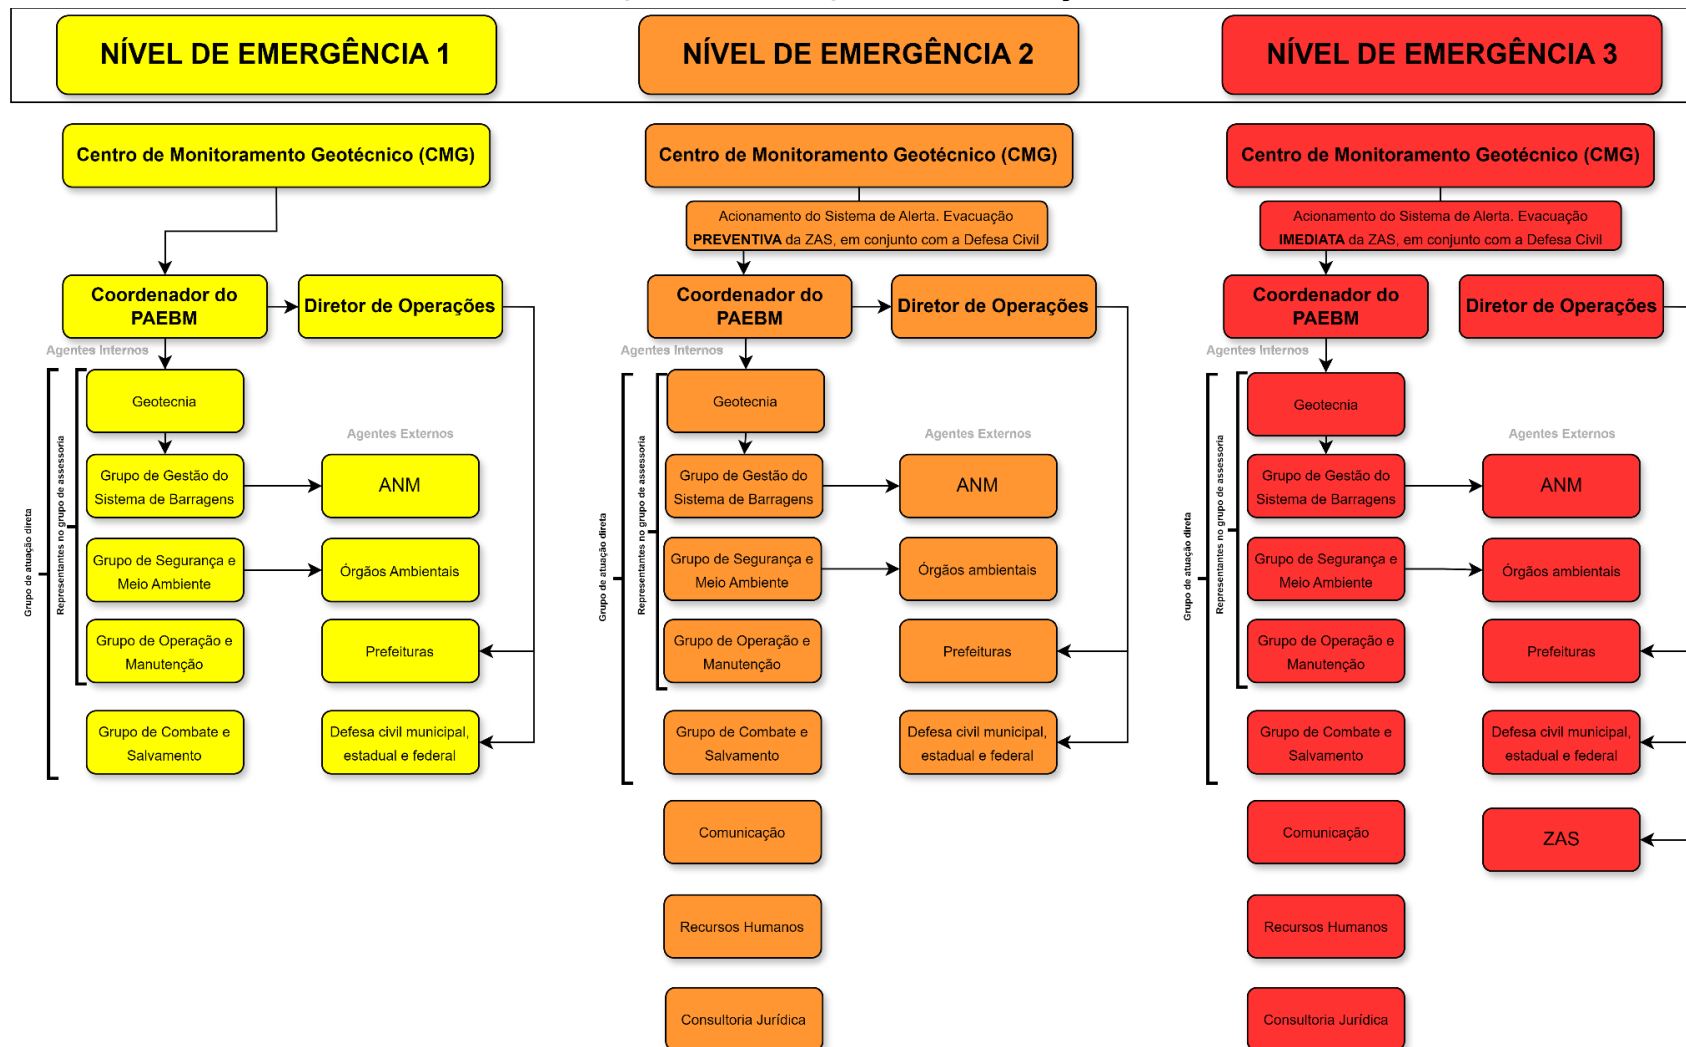 NÍVEL DE EMERGÊNCIA 1
NÍVEL DE EMERGÊNCIA 2
NÍVEL DE EMERGÊNCIA 3
Centro de Monitoramento Geotécnico (CMG)
Coordenador do
PAEBM
Diretor de Operações
Agentes Internos
Grupo de atuação direta
Representantes no grupo de assessoria
Geotecnia
Agentes Externos
Grupo de Gestão do
Sistema de Barragens
ANM
Grupo de Segurança e
Meio Ambiente
Órgãos Ambientais
Grupo de Operação e
Manutenção
Prefeituras
Grupo de Combate e
Salvamento
Defesa civil municipal,
estadual e federal
Centro de Monitoramento Geotécnico (CMG)
Acionamento do Sistema de Alerta. Evacuação
PREVENTIVA da ZAS, em conjunto com a Defesa Civil
Coordenador do
PAEBM
Diretor de Operações
Agentes Internos
Grupo de atuação direta
Representantes no grupo de assessoria
Geotecnia
Agentes Externos
Grupo de Gestão do
Sistema de Barragens
ANM
Grupo de Segurança e
Meio Ambiente
Órgãos ambientais
Grupo de Operação e
Manutenção
Prefeituras
Grupo de Combate e
Salvamento
Defesa civil municipal,
estadual e federal
Comunicação
Recursos Humanos
Consultoria Jurídica
Centro de Monitoramento Geotécnico (CMG)
Acionamento do Sistema de Alerta. Evacuação
IMEDIATA da ZAS, em conjunto com a Defesa Civil
Coordenador do
PAEBM
Diretor de Operações
Agentes Internos
Grupo de atuação direta
Representantes no grupo de assessoria
Geotecnia
Agentes Externos
Grupo de Gestão do
Sistema de Barragens
ANM
Grupo de Segurança e
Meio Ambiente
Órgãos ambientais
Grupo de Operação e
Manutenção
Prefeituras
Grupo de Combate e
Salvamento
Defesa civil municipal,
estadual e federal
Comunicação
ZAS
Recursos Humanos
Consultoria Jurídica